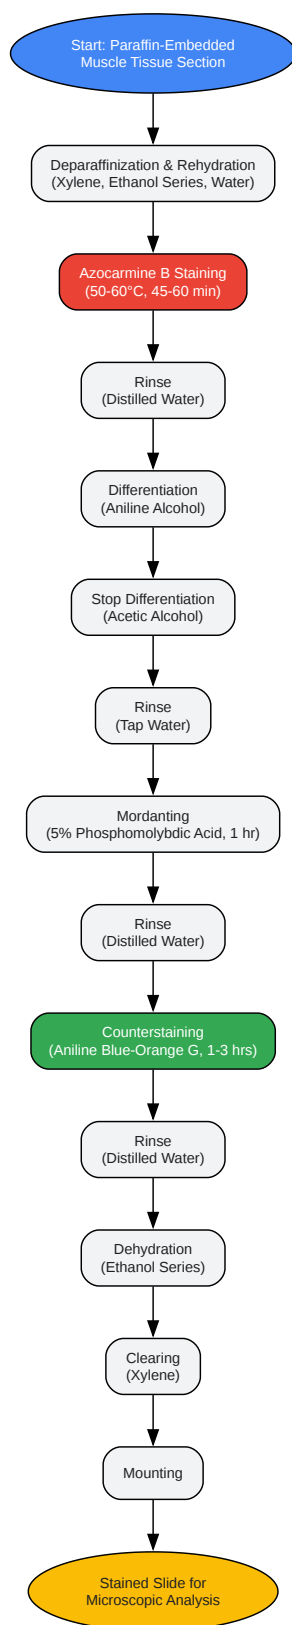 Start: Paraffin-Embedded
Muscle Tissue Section
Deparaffinization & Rehydration
(Xylene, Ethanol Series, Water)
Azocarmine B Staining
(50-60°C, 45-60 min)
Rinse
(Distilled Water)
Differentiation
(Aniline Alcohol)
Stop Differentiation
(Acetic Alcohol)
Rinse
(Tap Water)
Mordanting
(5% Phosphomolybdic Acid, 1 hr)
Rinse
(Distilled Water)
Counterstaining
(Aniline Blue-Orange G, 1-3 hrs)
Rinse
(Distilled Water)
Dehydration
(Ethanol Series)
Clearing
(Xylene)
Mounting
Stained Slide for
Microscopic Analysis